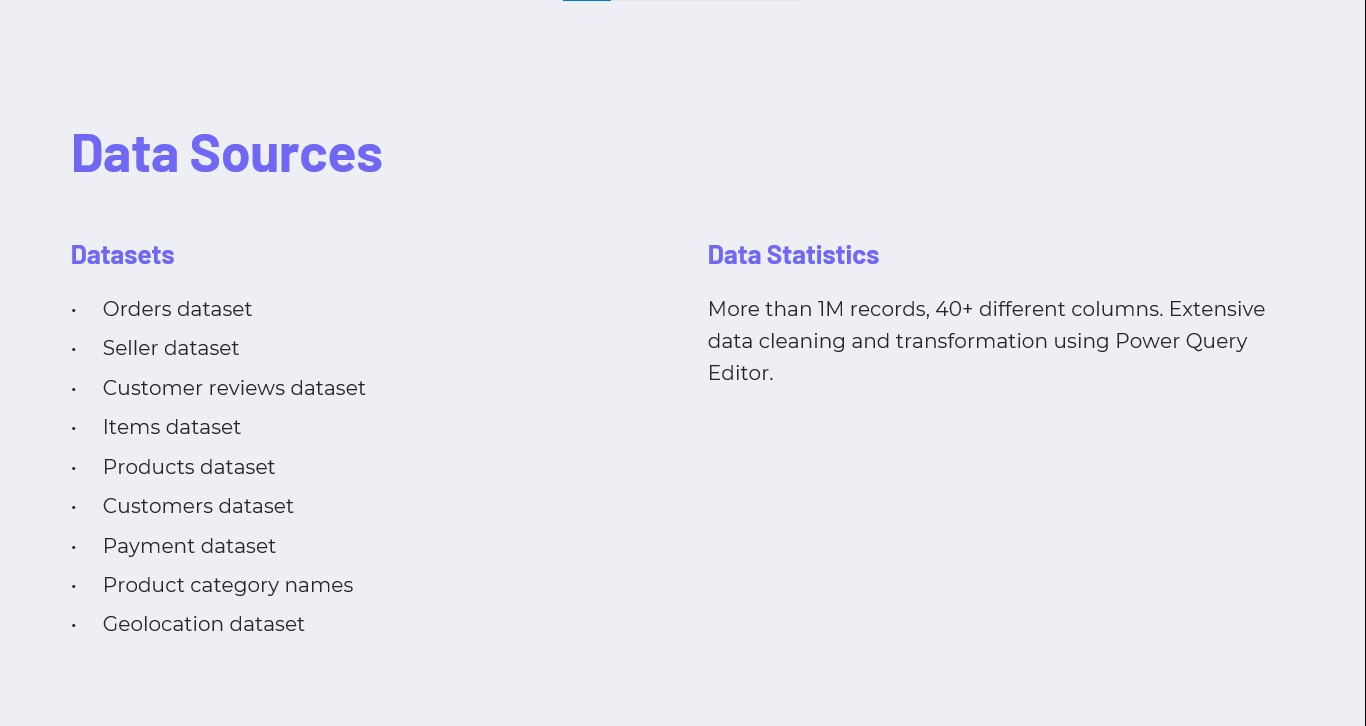 Data Sources
Datasets
• Orders dataset
• Seller dataset
• Customer reviews dataset
• Items dataset
• Products dataset
• Customers dataset
• Payment dataset
• Product category names
• Geolocation dataset
Data Statistics
More than 1M records, 40+ different columns. Extensive
data cleaning and transformation using Power Query
Editor.